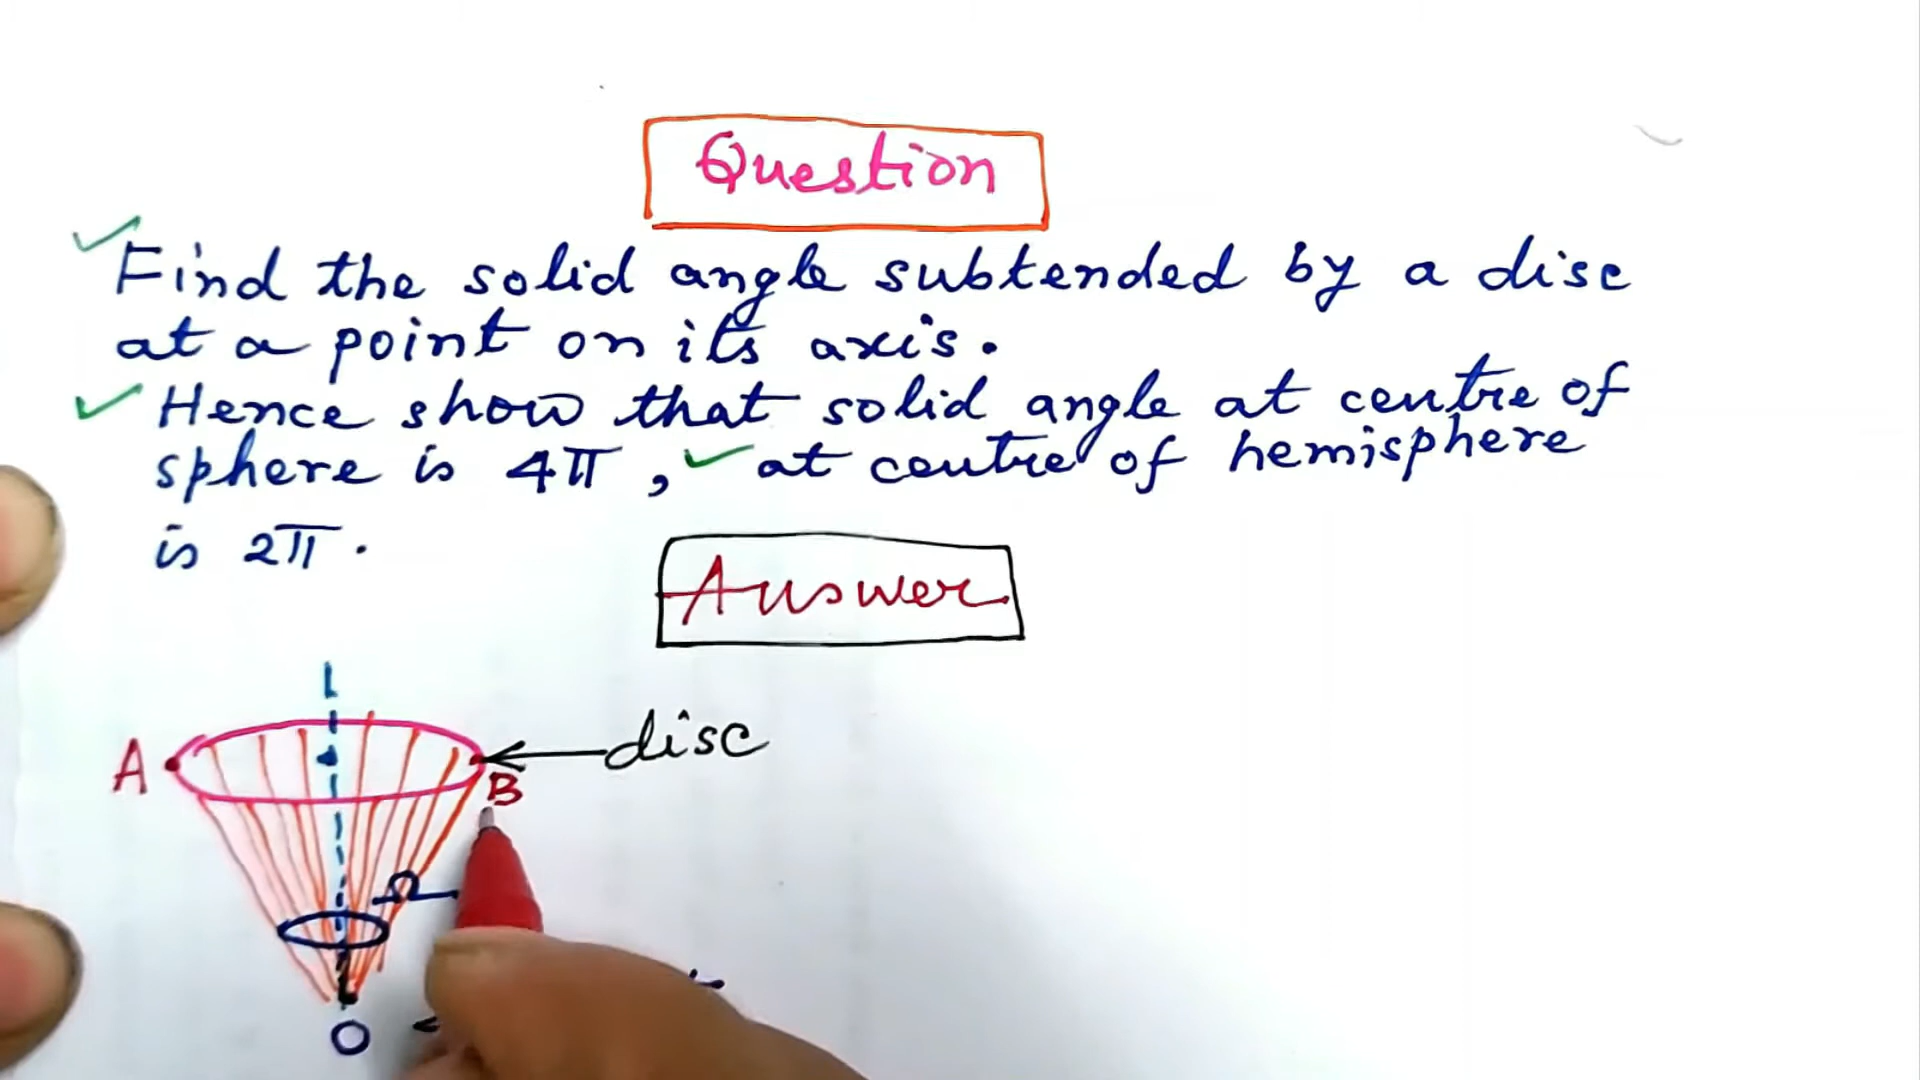 Question
Find the solid angle subtended by a disc
at a point on its axis.
Hence show that solid angle at centre of
sphere is 4π, at centre of hemisphere
is 2π.
Answer
A
B
disc
Ω
O